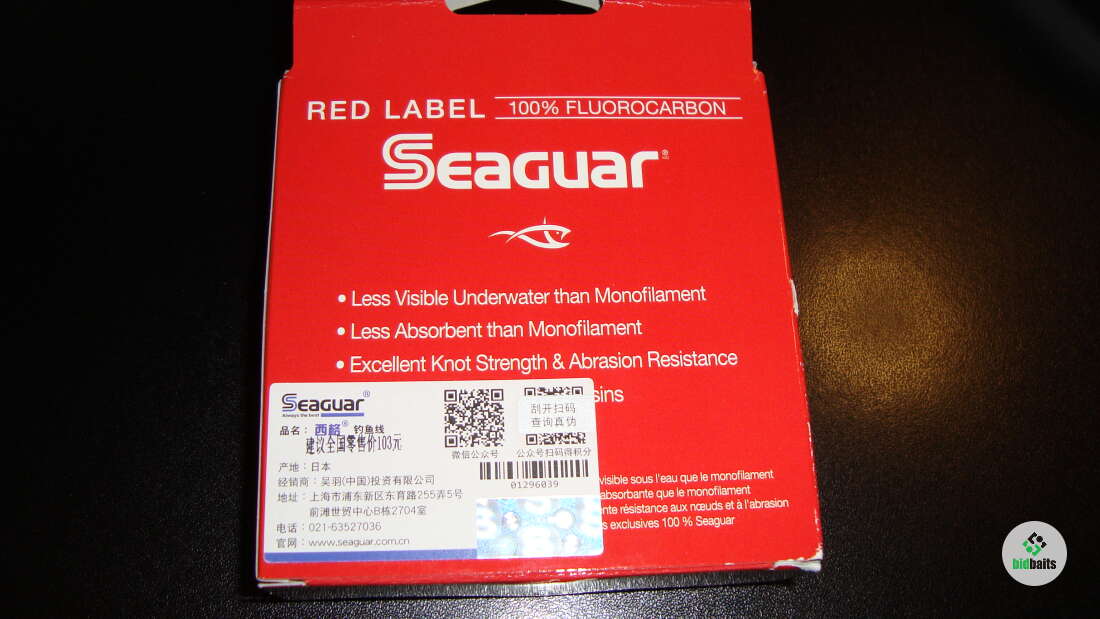 RED LABEL 100% FLUOROCARBON
SEAGUAR®
• Less Visible Underwater than Monofilament
• Less Absorbent than Monofilament
• Excellent Knot Strength & Abrasion Resistance
sins
SEAGUAR®
Always the best
品名：西格® 钓鱼线
建议全国零售价103元
产地：日本
经销商：吴羽(中国)投资有限公司
地址：上海市浦东新区东育路255弄5号
前滩世贸中心B栋2704室
电话：021-63527036
官网：www.seaguar.com.cn
微信公众号
刮开扫码
查询真伪
公众号扫码得积分
01296039
visible sous l'eau que le monofilament
absorbante que le monofilament
nte résistance aux nœuds et à l'abrasion
s exclusives 100 % Seaguar
bidbaits